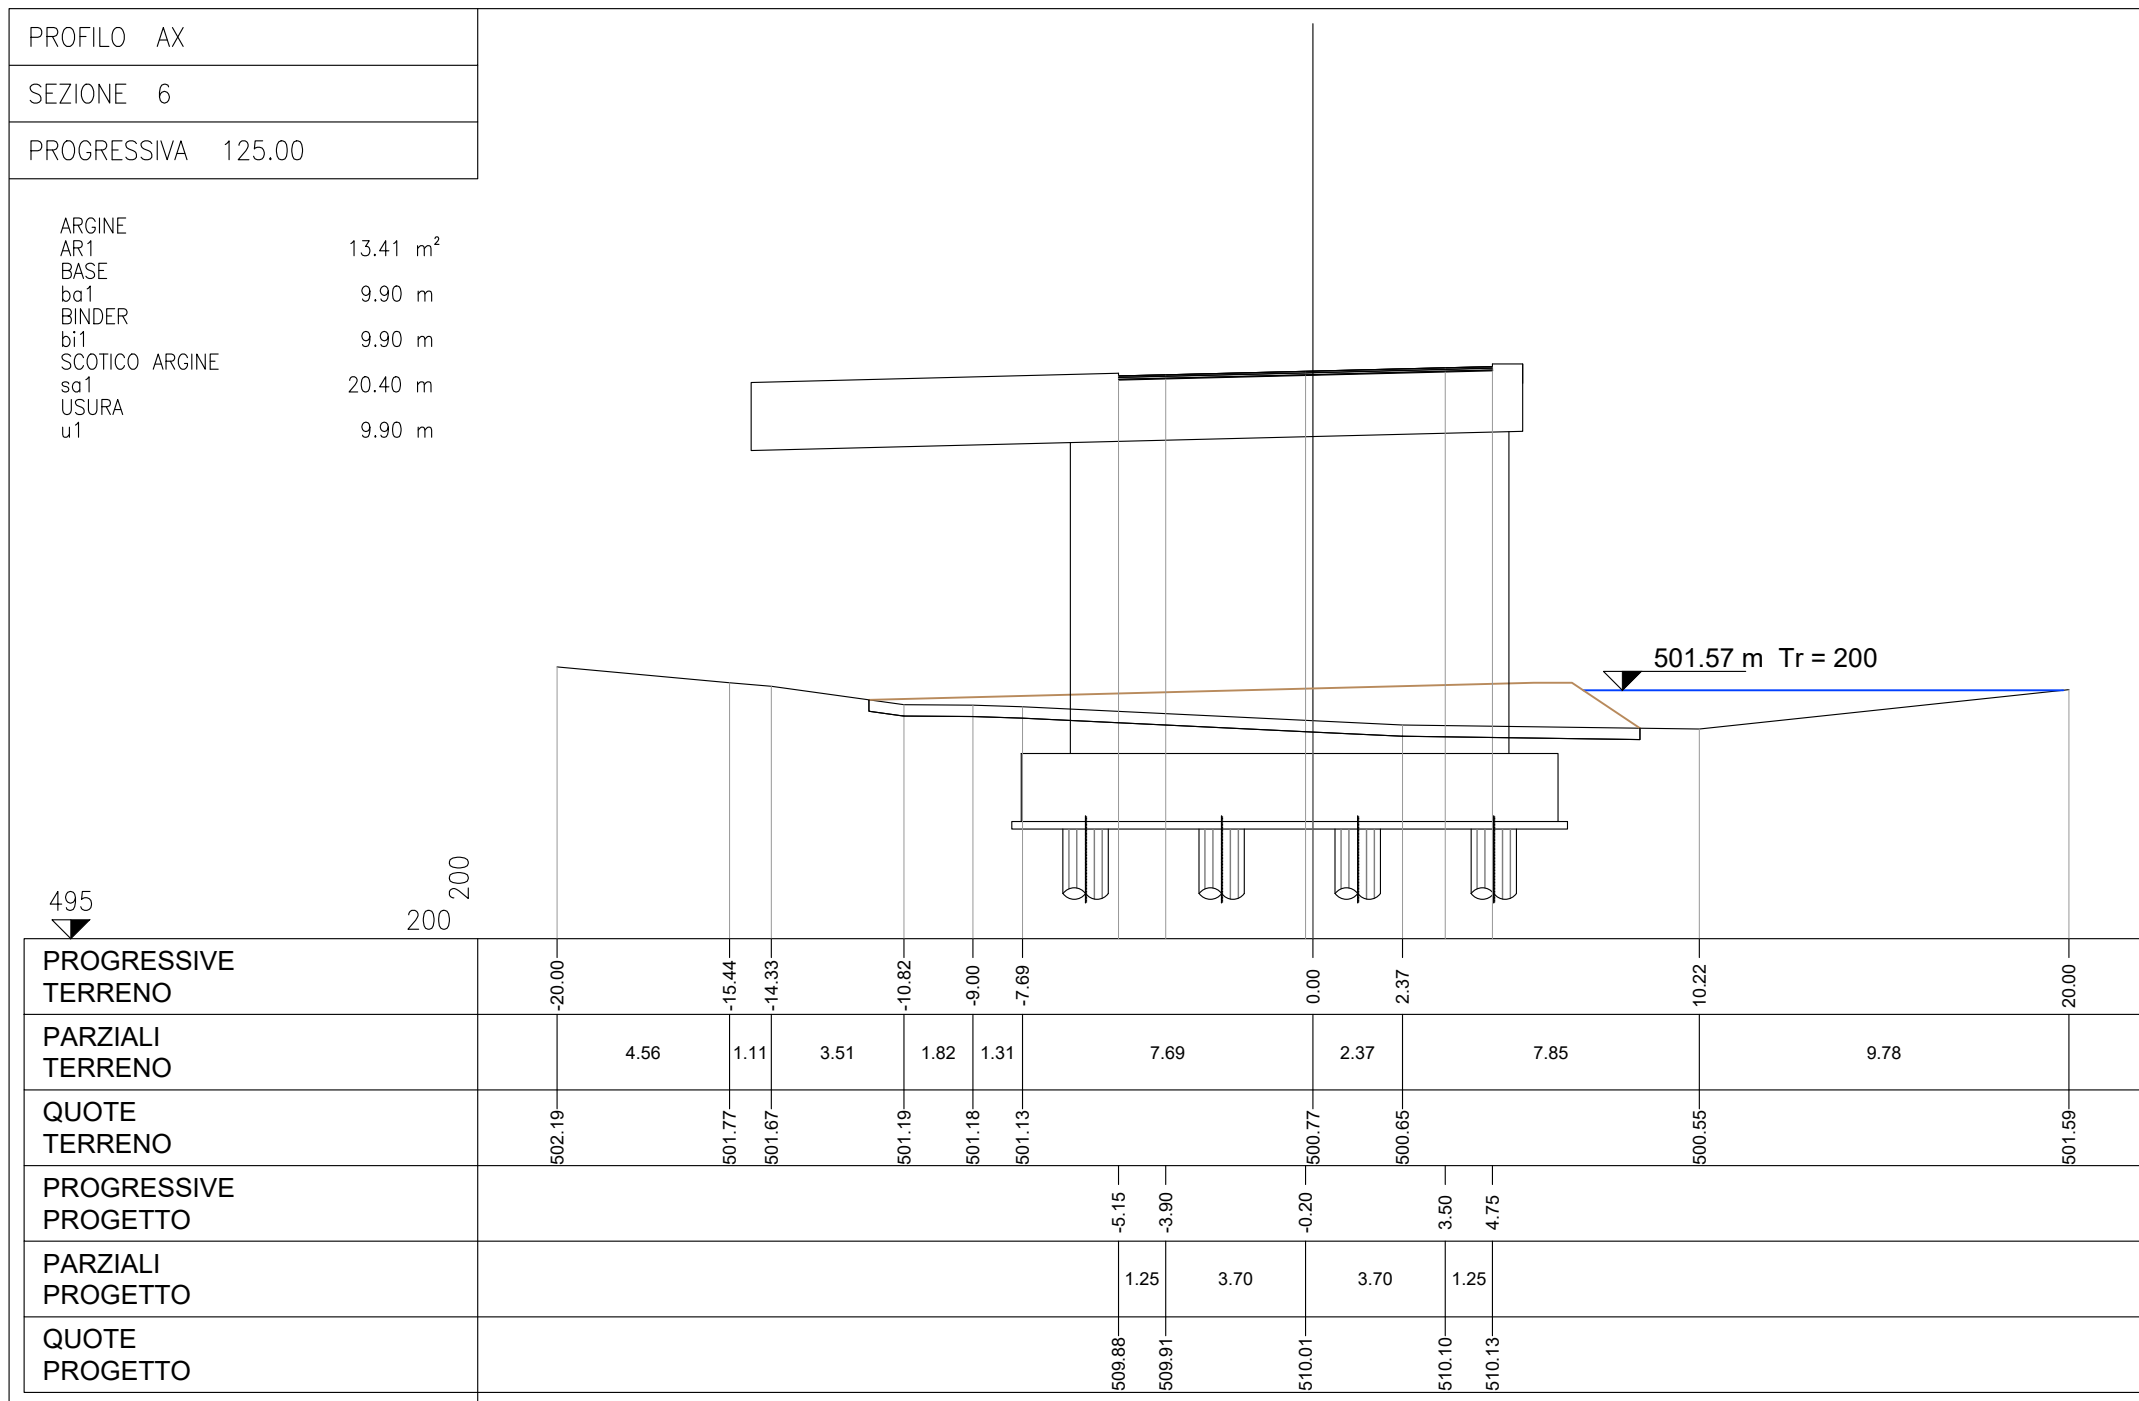 PROFILO AX
SEZIONE 6
PROGRESSIVA 125.00
ARGINE
AR1 13.41 m²
BASE
ba1 9.90 m
BINDER
bi1 9.90 m
SCOTICO ARGINE
sa1 20.40 m
USURA
u1 9.90 m
501.57 m Tr = 200
495
200
200
PROGRESSIVE
TERRENO
-20.00 -15.44 -14.33 -10.82 -9.00 -7.69 0.00 2.37 10.22 20.00
PARZIALI
TERRENO
4.56 1.11 3.51 1.82 1.31 7.69 2.37 7.85 9.78
QUOTE
TERRENO
502.19 501.77 501.67 501.19 501.18 501.13 500.77 500.65 500.55 501.59
PROGRESSIVE
PROGETTO
-5.15 -3.90 -0.20 3.50 4.75
PARZIALI
PROGETTO
1.25 3.70 3.70 1.25
QUOTE
PROGETTO
509.88 509.91 510.01 510.10 510.13